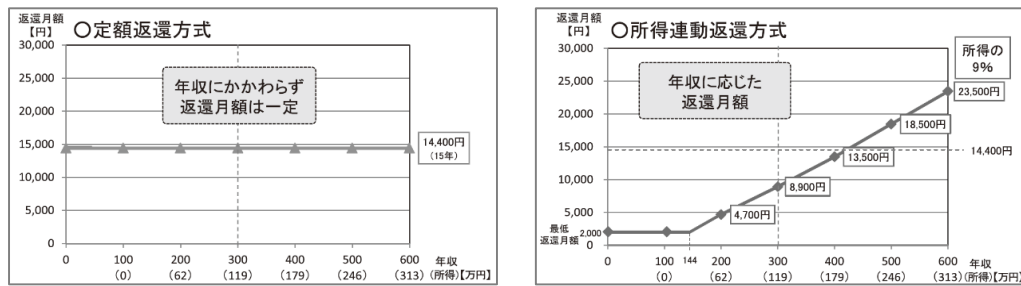 返還月額
【円】
○定額返還方式
30,000
25,000
20,000
15,000
10,000
5,000
0
年収にかかわらず
返還月額は一定
14,400円
(15年)
0 100 200 300 400 500 600 年収
(0) (62) (119) (179) (246) (313) (所得)【万円】
返還月額
【円】
○所得連動返還方式
30,000
25,000
20,000
15,000
10,000
5,000
最低
返還月額
2,000
0
年収に応じた
返還月額
所得の
9%
23,500円
18,500円
14,400円
13,500円
8,900円
4,700円
0 100 144 200 300 400 500 600 年収
(0) (62) (119) (179) (246) (313) (所得)【万円】